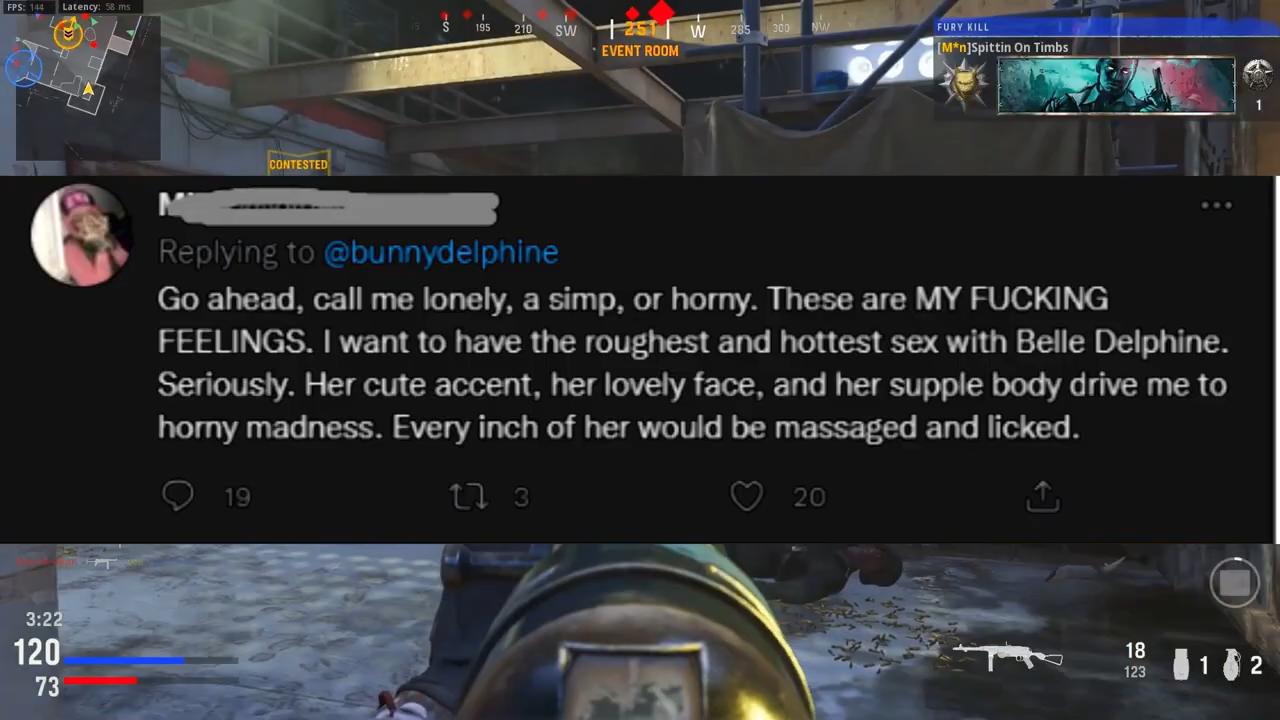 FPS: 144 Latency: 58 ms
S 195 210 SW 251 W 285 300 NW
EVENT ROOM
FURY KILL
[M*n]Spittin On Timbs
1
CONTESTED
Replying to @bunnydelphine
Go ahead, call me lonely, a simp, or horny. These are MY FUCKING
FEELINGS. I want to have the roughest and hottest sex with Belle Delphine.
Seriously. Her cute accent, her lovely face, and her supple body drive me to
horny madness. Every inch of her would be massaged and licked.
19 3 20
3:22
120
73
18
123
1 2